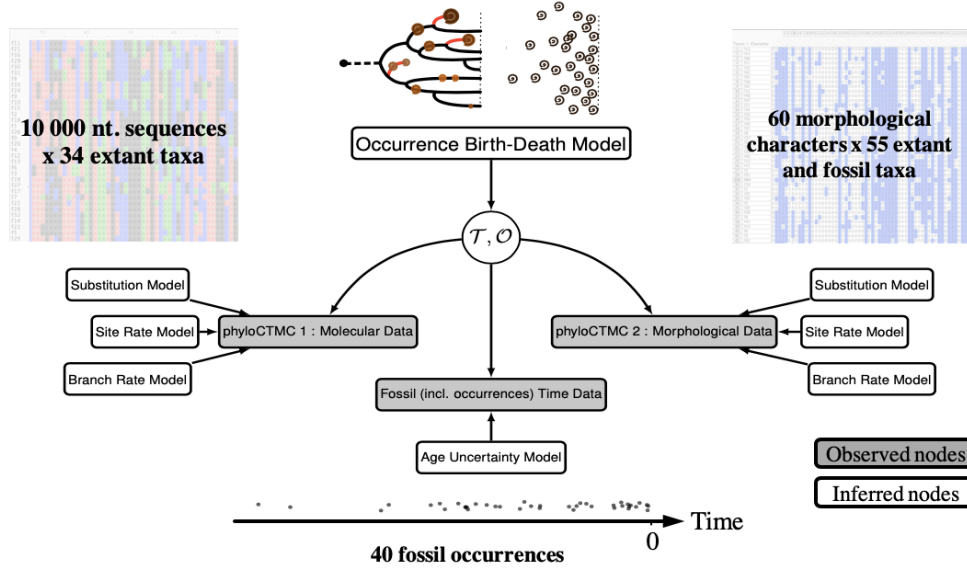 10 000 nt. sequences
x 34 extant taxa
60 morphological
characters x 55 extant
and fossil taxa
Occurrence Birth-Death Model
𝒯, 𝒪
Substitution Model
Site Rate Model
Branch Rate Model
phyloCTMC 1 : Molecular Data
phyloCTMC 2 : Morphological Data
Substitution Model
Site Rate Model
Branch Rate Model
Fossil (incl. occurrences) Time Data
Age Uncertainty Model
Observed nodes
Inferred nodes
Time
0
40 fossil occurrences